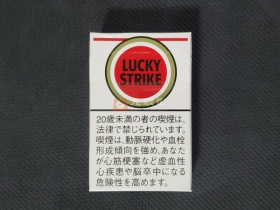 LUCKY
STRIKE
20歳未満の者の喫煙は、
法律で禁じられています。
喫煙は、動脈硬化や血栓
形成傾向を強め、あなた
が心筋梗塞など虚血性
心疾患や脳卒中になる
危険性を高めます。